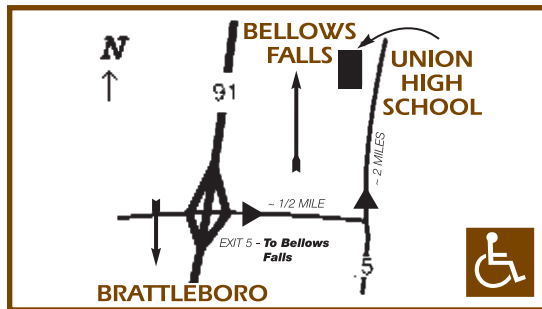 BELLOWS
FALLS
N
UNION
HIGH
SCHOOL
91
~ 2 MILES
~ 1/2 MILE
EXIT 5 - To Bellows
Falls
5
BRATTLEBORO